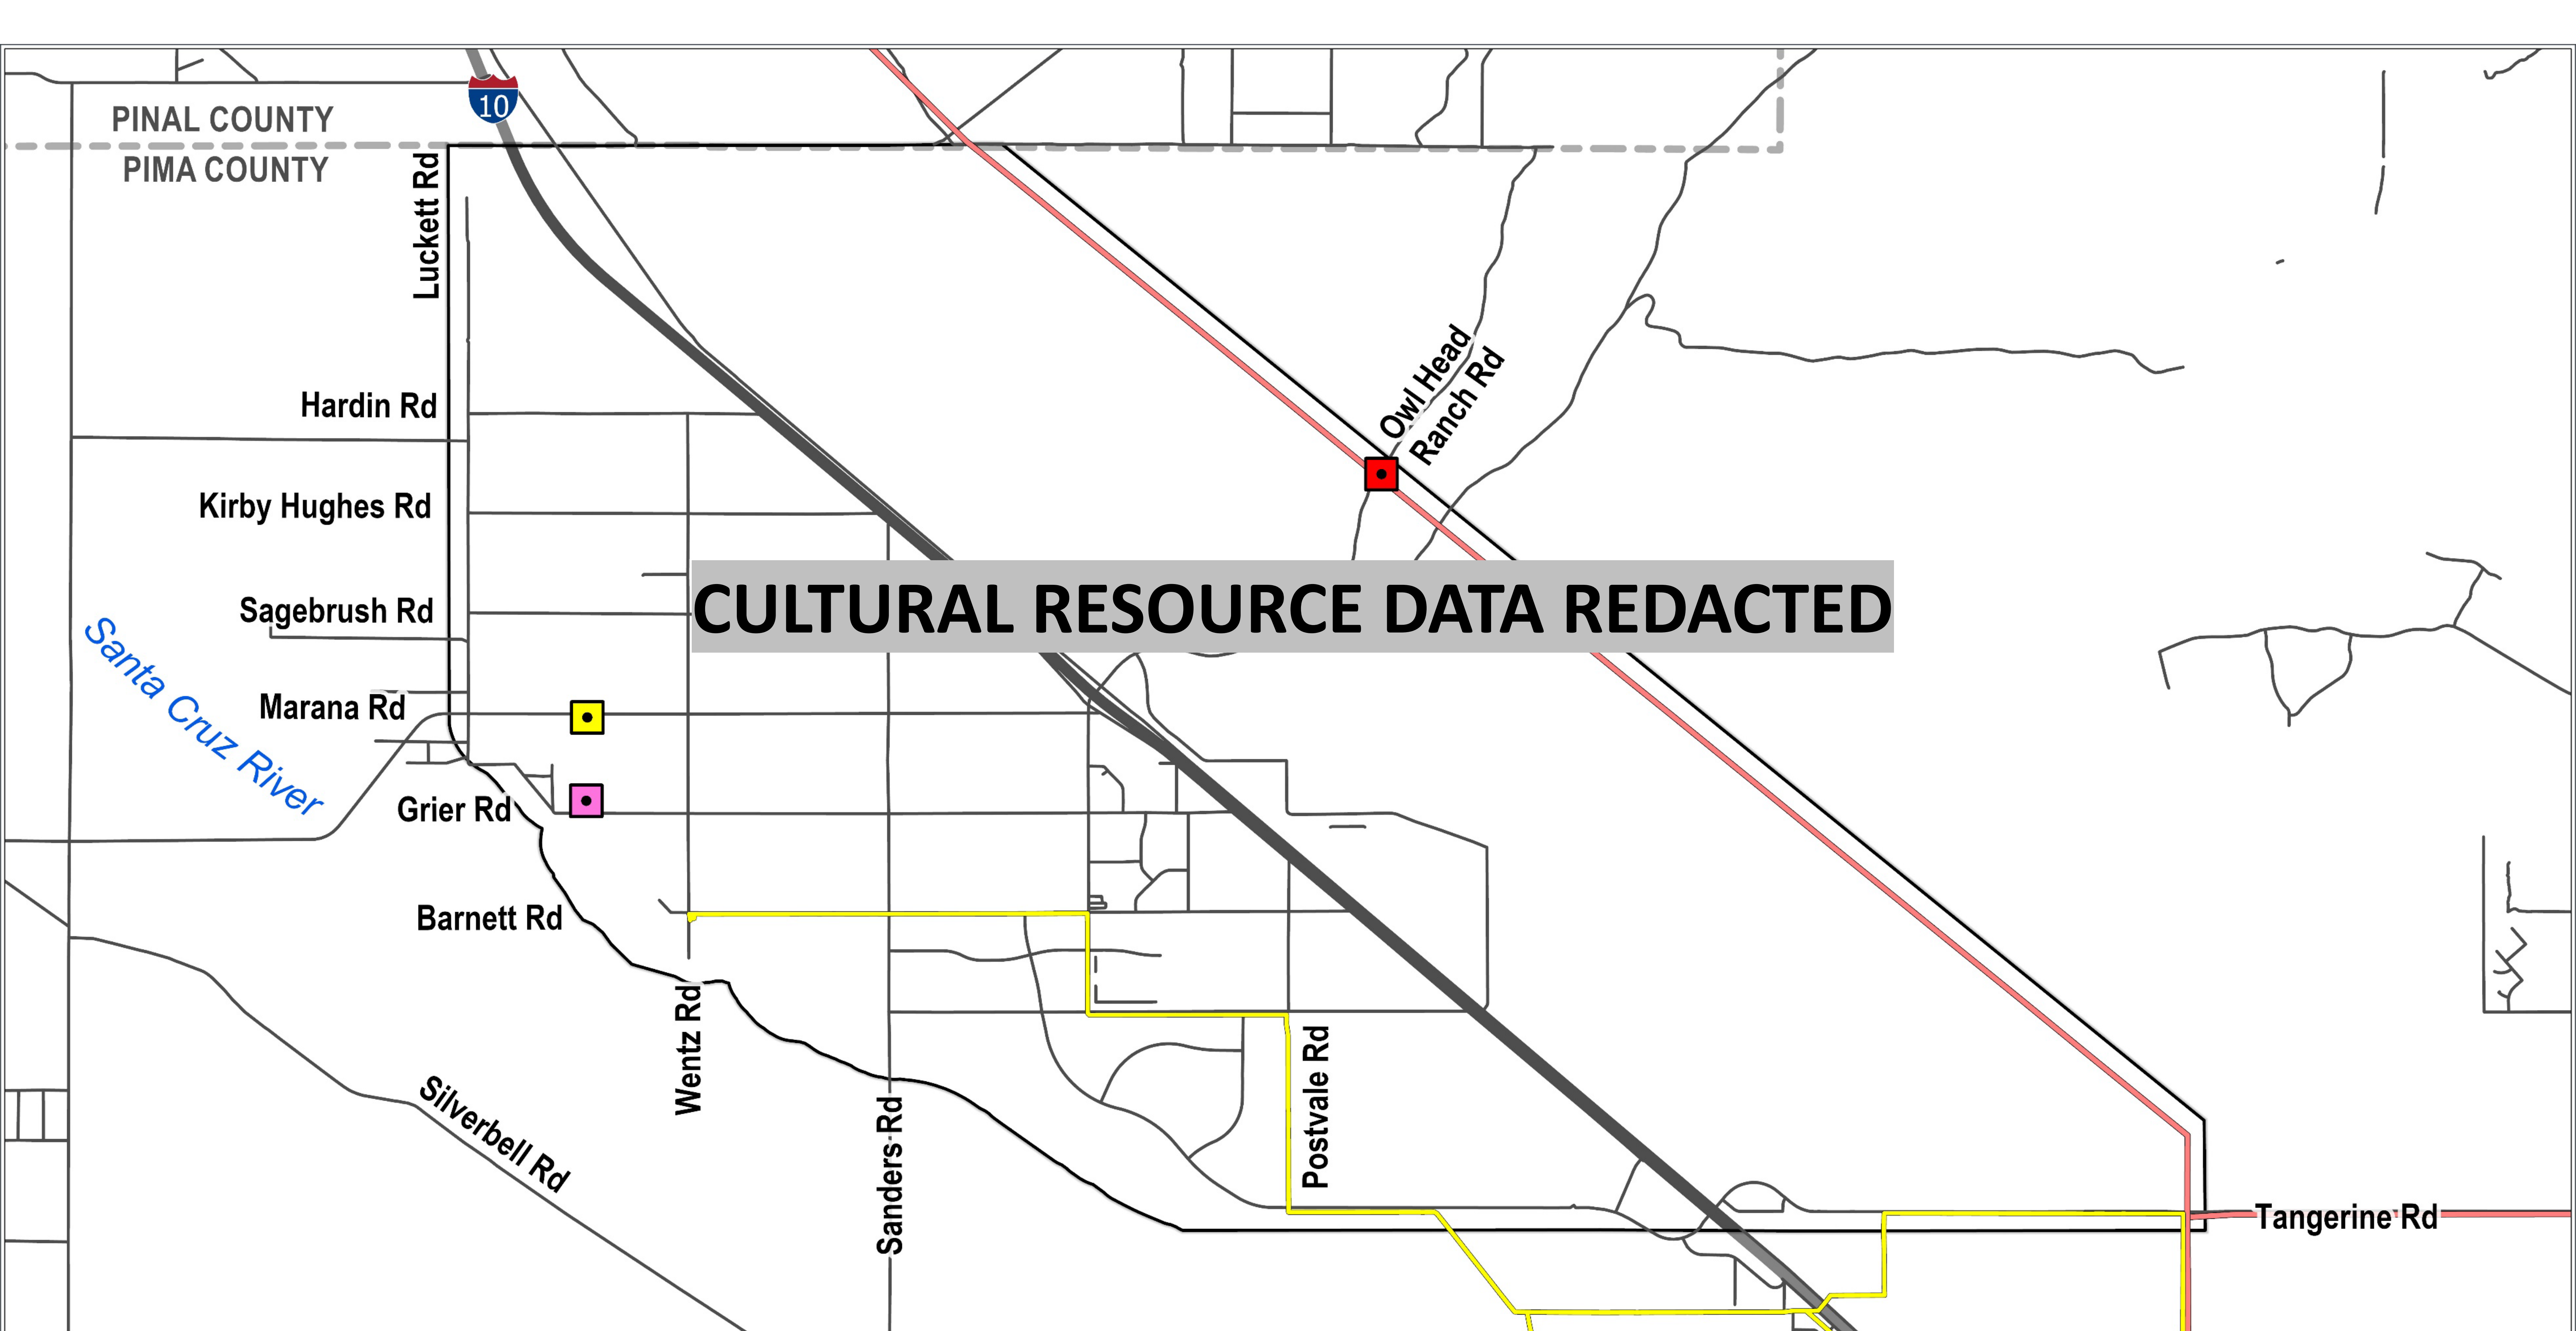 10
PINAL COUNTY
PIMA COUNTY
Luckett Rd
Hardin Rd
Owl Head
Ranch Rd
Kirby Hughes Rd
CULTURAL RESOURCE DATA REDACTED
Sagebrush Rd
Santa Cruz River
Marana Rd
Grier Rd
Barnett Rd
Wentz Rd
Postvale Rd
Silverbell Rd
Sanders Rd
Tangerine Rd